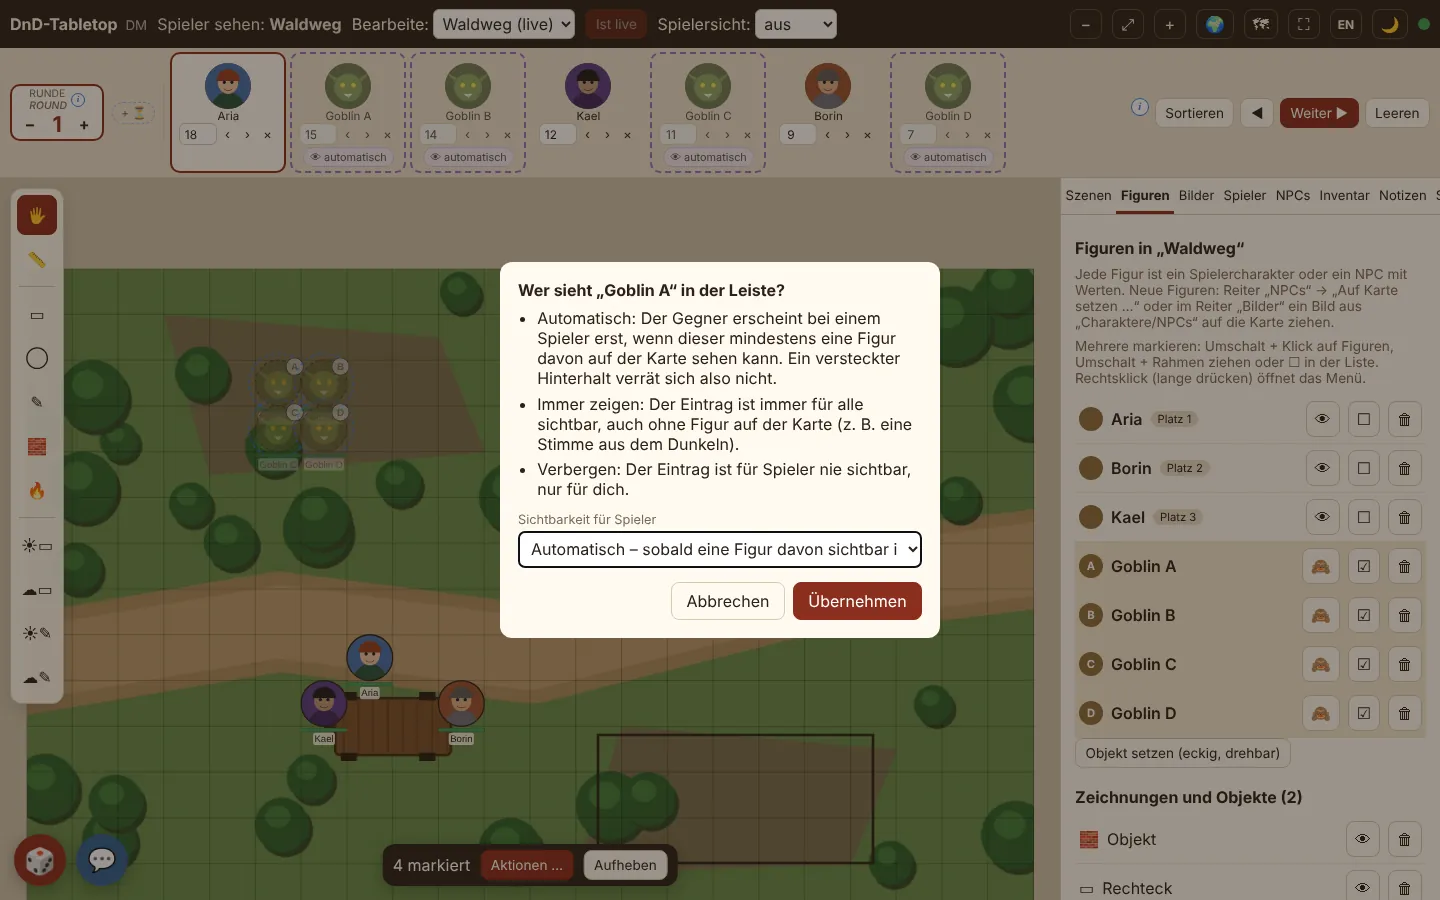 DnD-Tabletop DM Spieler sehen: Waldweg Bearbeite: Waldweg (live) Ist live Spielersicht: aus − + EN
RUNDE
ROUND i
− 1 +
+ ⏳
Aria
18 ‹ › ×
Goblin A
15 ‹ › ×
automatisch
Goblin B
14 ‹ › ×
automatisch
Kael
12 ‹ › ×
Goblin C
11 ‹ › ×
automatisch
Borin
9 ‹ › ×
Goblin D
7 ‹ › ×
automatisch
i Sortieren ◀ Weiter ▶ Leeren
Szenen Figuren Bilder Spieler NPCs Inventar Notizen S
Figuren in „Waldweg“
Jede Figur ist ein Spielercharakter oder ein NPC mit
Werten. Neue Figuren: Reiter „NPCs“ → „Auf Karte
setzen ...“ oder im Reiter „Bilder“ ein Bild aus
„Charaktere/NPCs“ auf die Karte ziehen.
Mehrere markieren: Umschalt + Klick auf Figuren,
Umschalt + Rahmen ziehen oder ☐ in der Liste.
Rechtsklick (lange drücken) öffnet das Menü.
Aria Platz 1
Borin Platz 2
Kael Platz 3
A Goblin A
B Goblin B
C Goblin C
D Goblin D
Objekt setzen (eckig, drehbar)
Zeichnungen und Objekte (2)
Objekt
Rechteck
Wer sieht „Goblin A“ in der Leiste?
• Automatisch: Der Gegner erscheint bei einem
Spieler erst, wenn dieser mindestens eine Figur
davon auf der Karte sehen kann. Ein versteckter
Hinterhalt verrät sich also nicht.
• Immer zeigen: Der Eintrag ist immer für alle
sichtbar, auch ohne Figur auf der Karte (z. B. eine
Stimme aus dem Dunkeln).
• Verbergen: Der Eintrag ist für Spieler nie sichtbar,
nur für dich.
Sichtbarkeit für Spieler
Automatisch – sobald eine Figur davon sichtbar i
Abbrechen Übernehmen
A B
C D
Goblin C Goblin D
Aria
Kael Borin
4 markiert Aktionen ... Aufheben